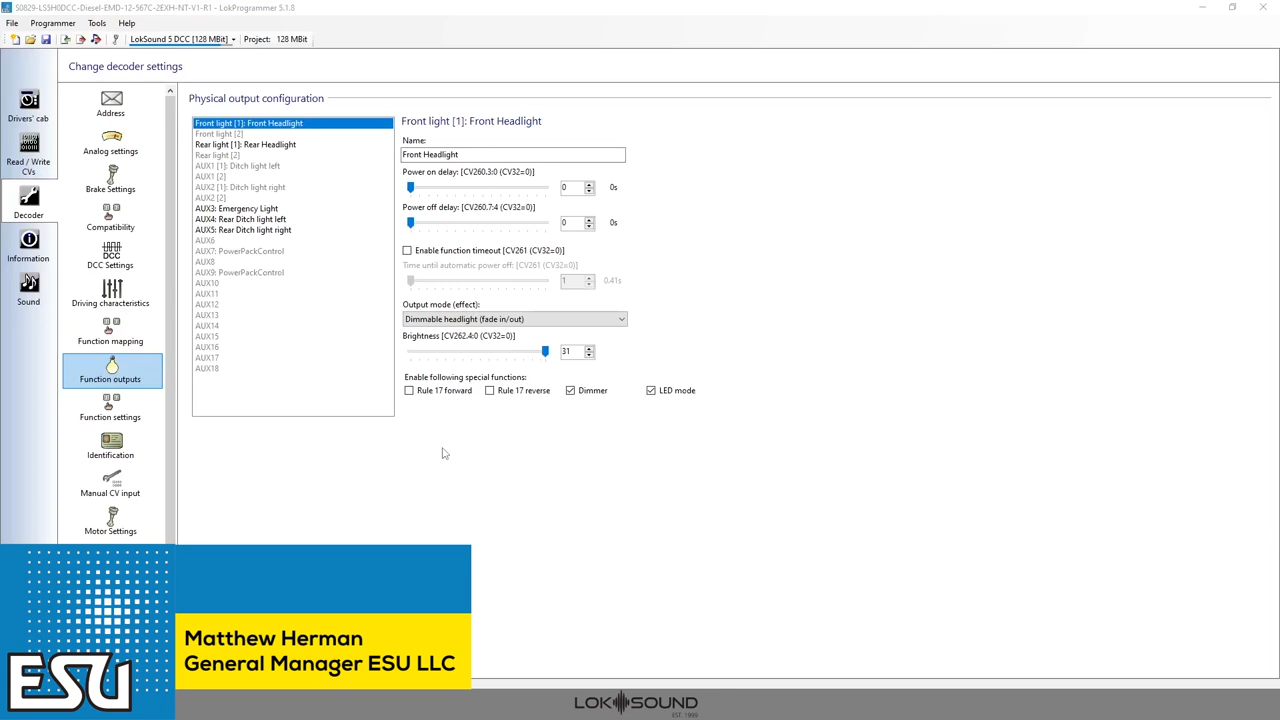 S0829-LS5H0DCC-Diesel-EMD-12-567C-2EXH-NT-V1-R1 - LokProgrammer 5.1.8
File Programmer Tools Help
LokSound 5 DCC [128 MBit] Project: 128 MBit
Change decoder settings
Drivers' cab
Read / Write CVs
Decoder
Information
Sound
Address
Analog settings
Brake Settings
Compatibility
DCC
DCC Settings
Driving characteristics
Function mapping
Function outputs
Function settings
Identification
Manual CV input
Motor Settings
Physical output configuration
Front light [1]: Front Headlight
Front light [2]
Rear light [1]: Rear Headlight
Rear light [2]
AUX1 [1]: Ditch light left
AUX1 [2]
AUX2 [1]: Ditch light right
AUX2 [2]
AUX3: Emergency Light
AUX4: Rear Ditch light left
AUX5: Rear Ditch light right
AUX6
AUX7: PowerPackControl
AUX8
AUX9: PowerPackControl
AUX10
AUX11
AUX12
AUX13
AUX14
AUX15
AUX16
AUX17
AUX18
Front light [1]: Front Headlight
Name:
Front Headlight
Power on delay: [CV260.3:0 (CV32=0)]
0 0s
Power off delay: [CV260.7:4 (CV32=0)]
0 0s
Enable function timeout [CV261 (CV32=0)]
Time until automatic power off: [CV261 (CV32=0)]
1 0.41s
Output mode (effect):
Dimmable headlight (fade in/out)
Brightness [CV262.4:0 (CV32=0)]
31
Enable following special functions:
Rule 17 forward Rule 17 reverse Dimmer LED mode
ESU
Matthew Herman
General Manager ESU LLC
LOKSOUND
EST. 1999